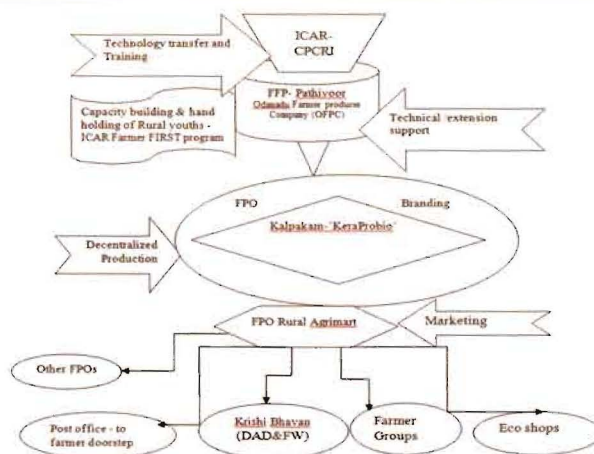 ICAR-
CPCRI
Technology transfer and
Training
FFP- Pathiyoor
Odanadu Farmer produces
Company (OFPC)
Capacity building & hand
holding of Rural youths -
ICAR Farmer FIRST program
Technical extension
support
FPO
Branding
Kalpakam-"KeraProbio"
Decentralized
Production
FPO Rural Agrimart
Marketing
Other FPOs
Post office - to
farmer doorstep
Krishi Bhavan
(DAD&FW)
Farmer
Groups
Eco shops